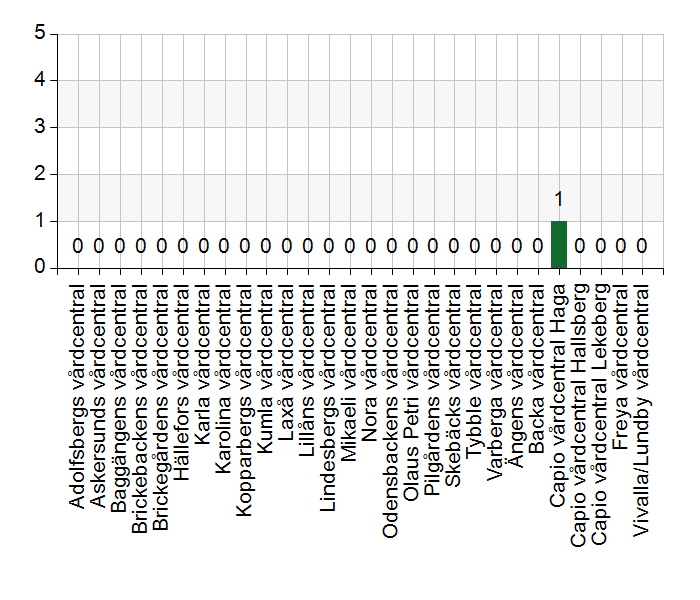 5
4
3
2
1
0
0 0 0 0 0 0 0 0 0 0 0 0 0 0 0 0 0 0 0 0 0 0 0 1 0 0 0 0
Adolfsbergs vårdcentral
Askersunds vårdcentral
Baggängens vårdcentral
Brickebackens vårdcentral
Brickegårdens vårdcentral
Hällefors vårdcentral
Karla vårdcentral
Karolina vårdcentral
Kopparbergs vårdcentral
Kumla vårdcentral
Laxå vårdcentral
Lillåns vårdcentral
Lindesbergs vårdcentral
Mikaeli vårdcentral
Nora vårdcentral
Odensbackens vårdcentral
Olaus Petri vårdcentral
Pilgårdens vårdcentral
Skebäcks vårdcentral
Tybble vårdcentral
Varberga vårdcentral
Ängens vårdcentral
Backa vårdcentral
Capio vårdcentral Haga
Capio vårdcentral Hallsberg
Capio vårdcentral Lekeberg
Freya vårdcentral
Vivalla/Lundby vårdcentral